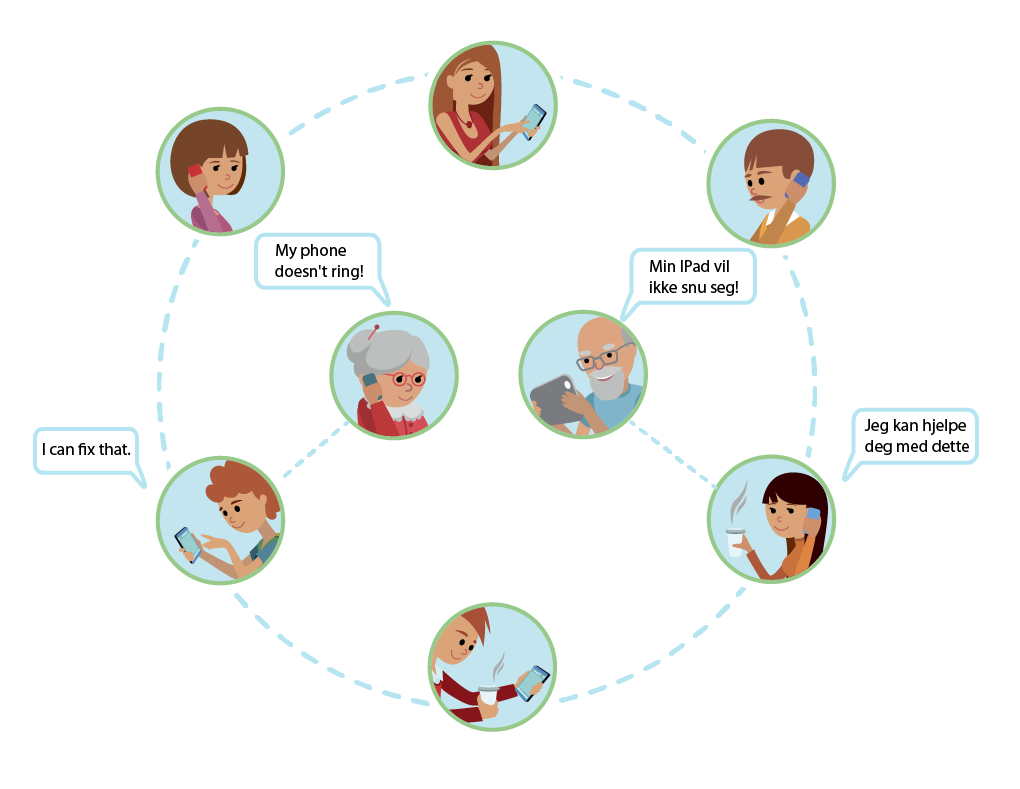 My phone
doesn't ring!
Min IPad vil
ikke snu seg!
I can fix that.
Jeg kan hjelpe
deg med dette